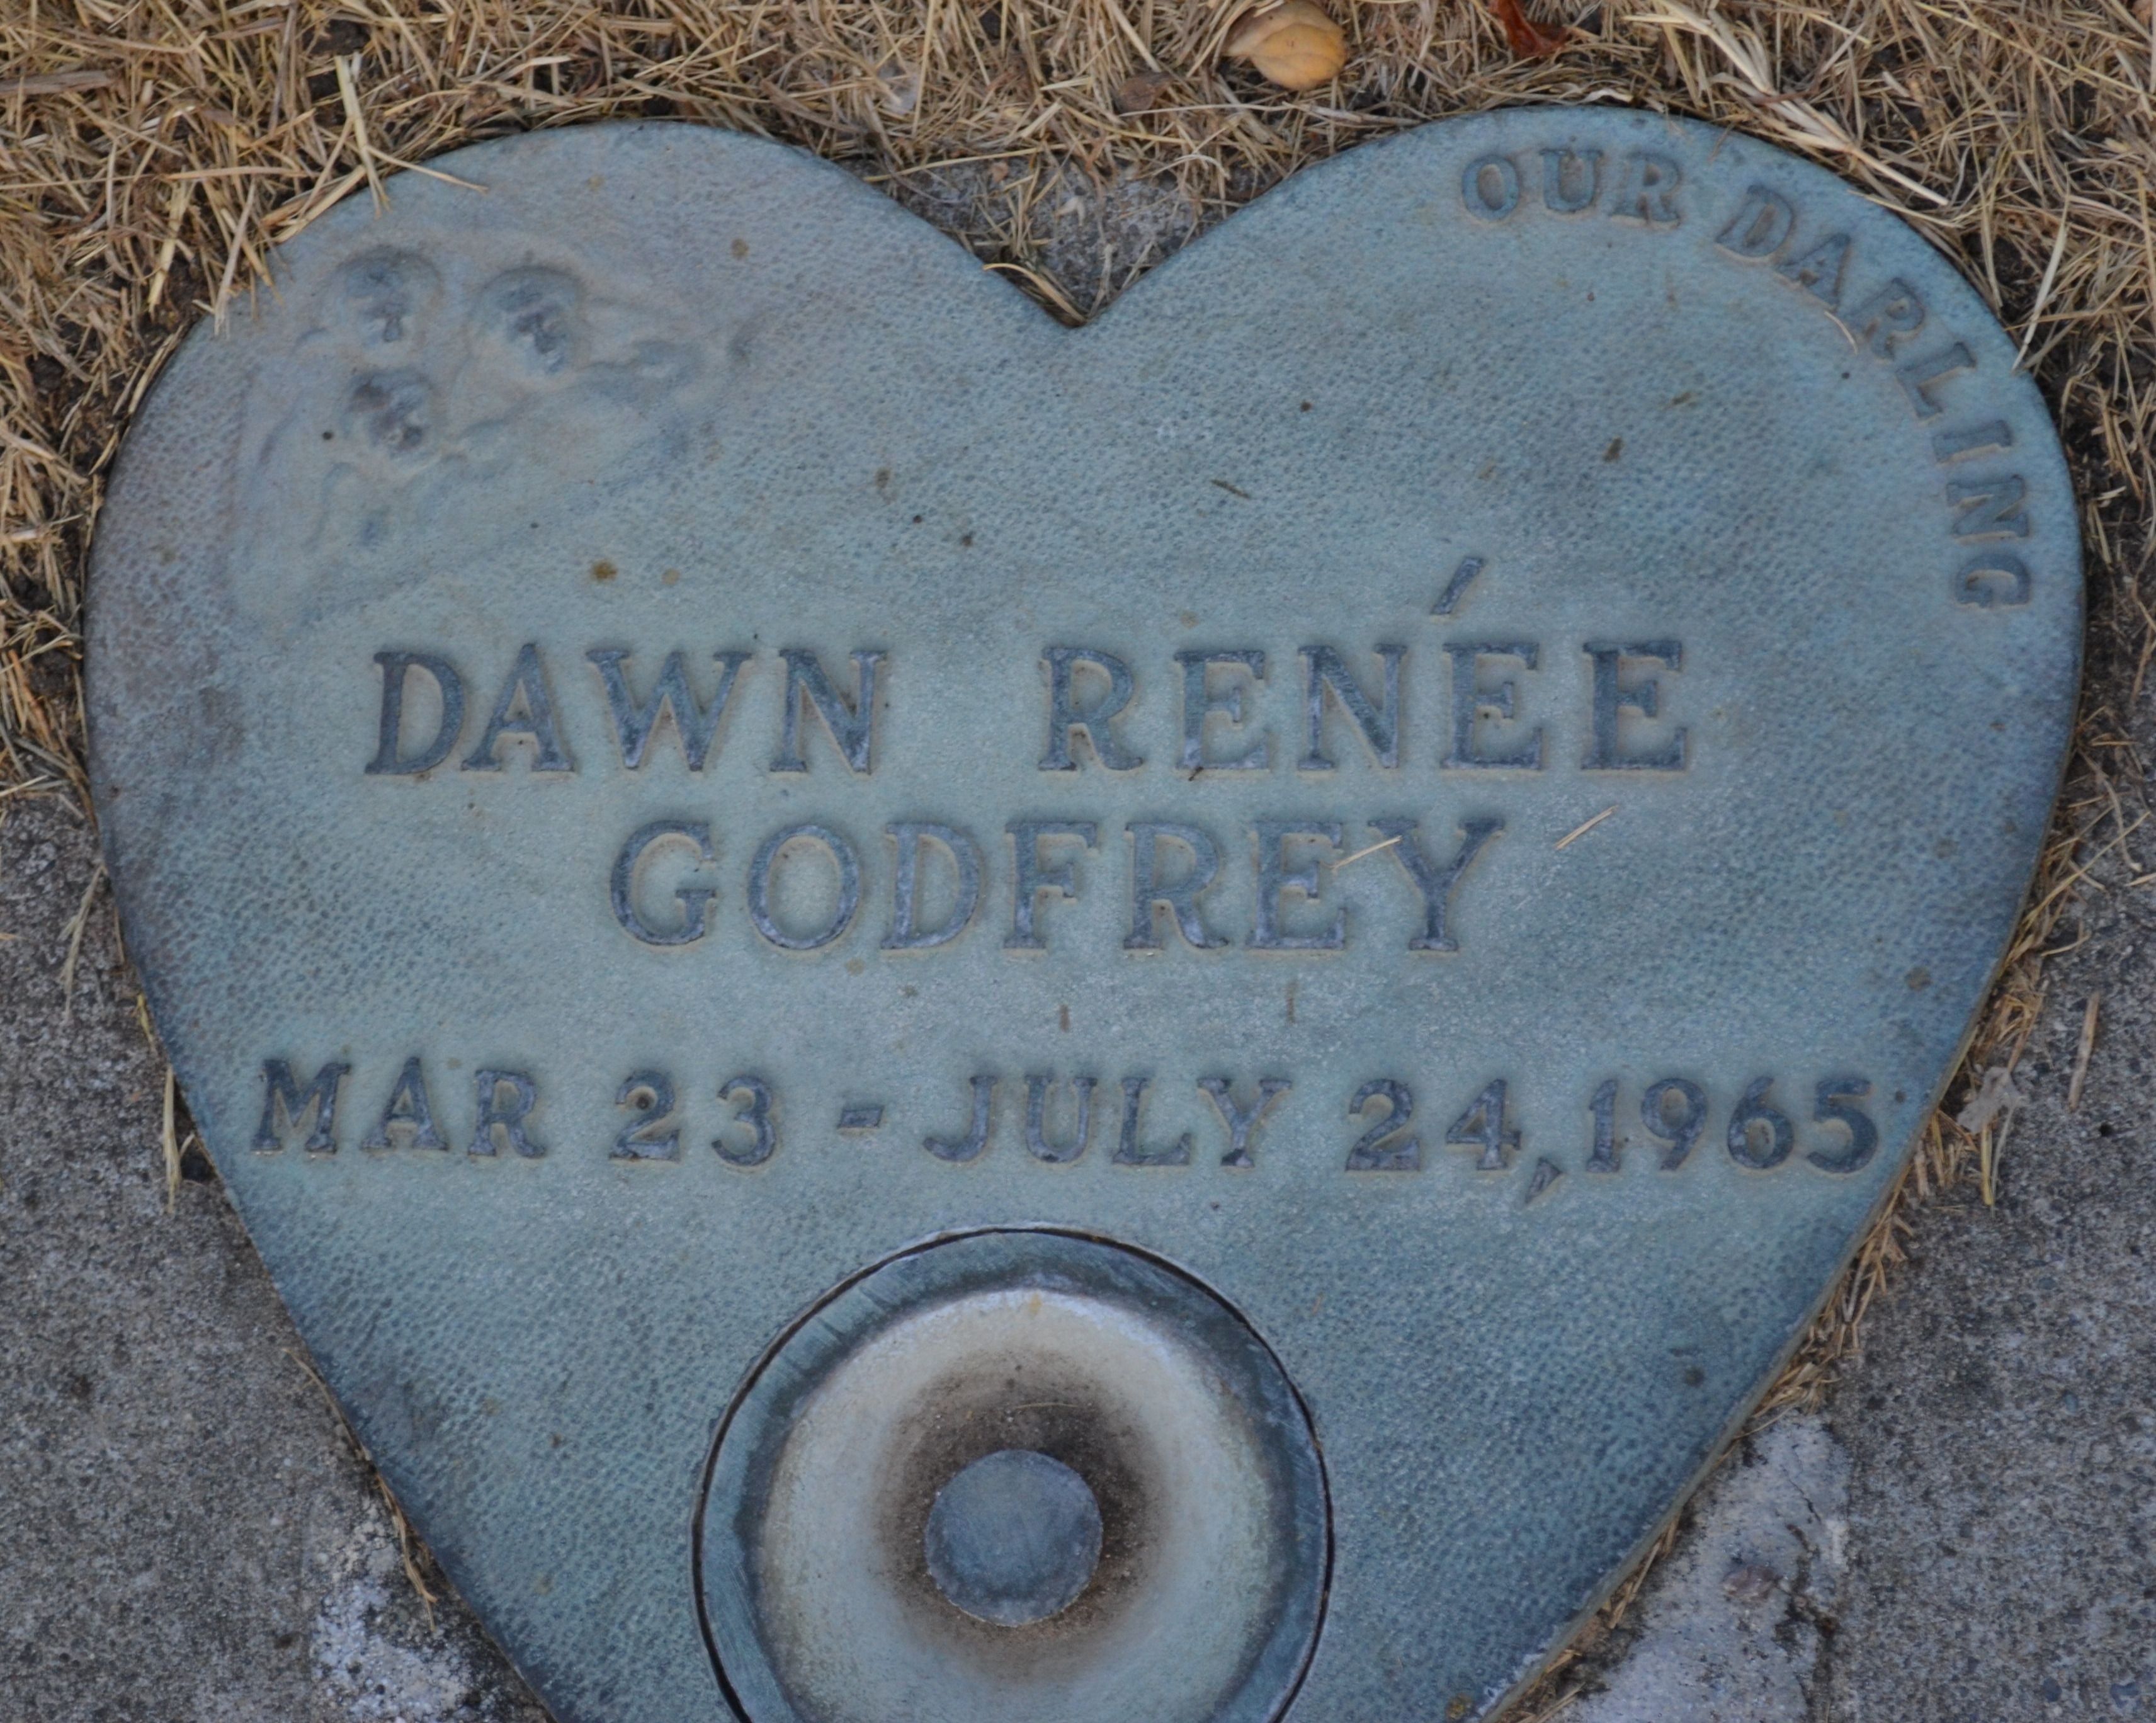 OUR DARLING
DAWN RENÉE
GODFREY
MAR 23 - JULY 24, 1965